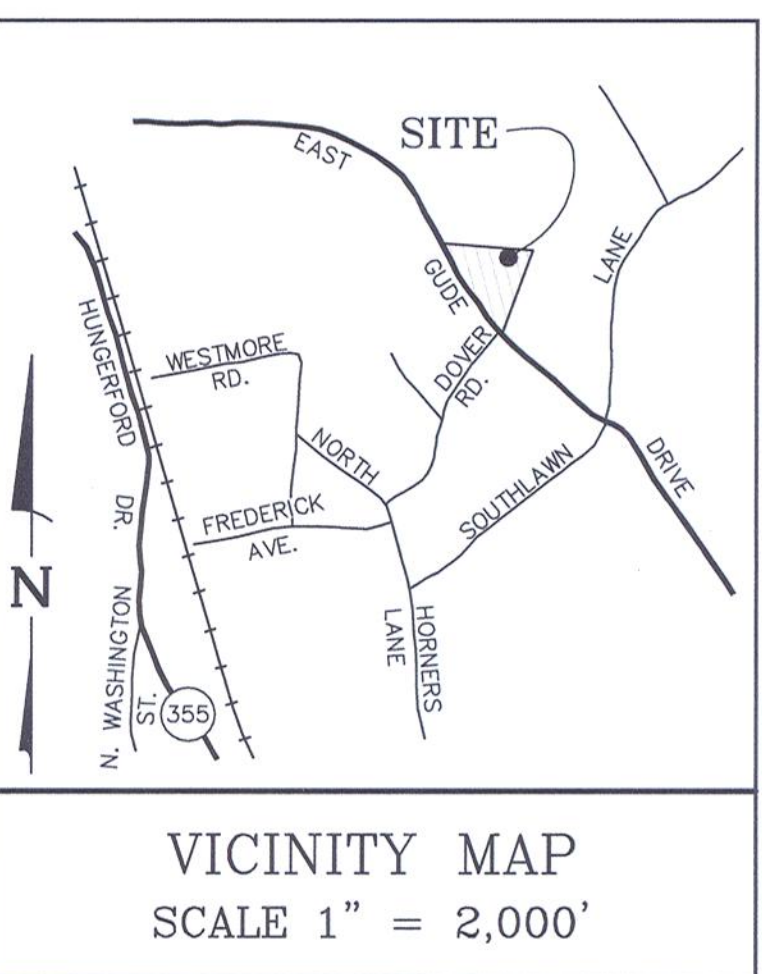 SITE
EAST
GUDE
DRIVE
LANE
SOUTHLAWN
DOVER
RD.
WESTMORE
RD.
NORTH
FREDERICK
AVE.
HORNERS
LANE
HUNGERFORD
DR.
N. WASHINGTON
ST.
355
N
VICINITY MAP
SCALE 1" = 2,000'